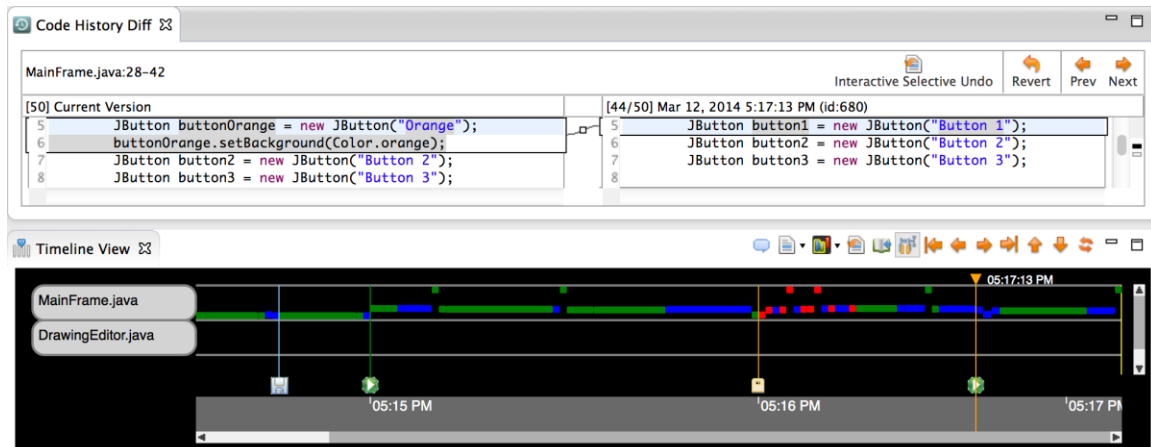 Code History Diff
MainFrame.java:28-42
Interactive Selective Undo
Revert
Prev
Next
[50] Current Version
5 JButton buttonOrange = new JButton("Orange");
6 buttonOrange.setBackground(Color.orange);
7 JButton button2 = new JButton("Button 2");
8 JButton button3 = new JButton("Button 3");
[44/50] Mar 12, 2014 5:17:13 PM (id:680)
5 JButton button1 = new JButton("Button 1");
6 JButton button2 = new JButton("Button 2");
7 JButton button3 = new JButton("Button 3");
8
Timeline View
05:17:13 PM
MainFrame.java
DrawingEditor.java
05:15 PM
05:16 PM
05:17 PM